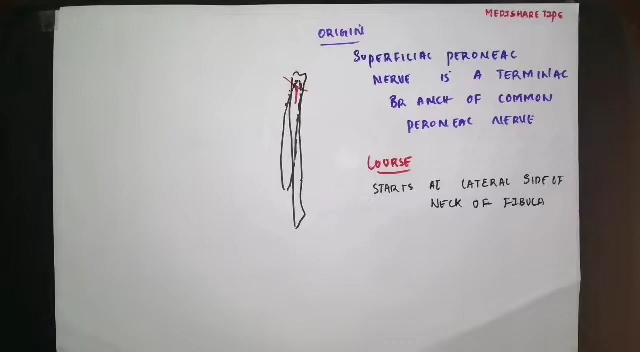 MEDISHARE TIPS
ORIGIN
SUPERFICIAL PERONEAL
NERVE IS A TERMINAL
BRANCH OF COMMON
PERONEAL NERVE
COURSE
STARTS AT LATERAL SIDE OF
NECK OF FIBULA